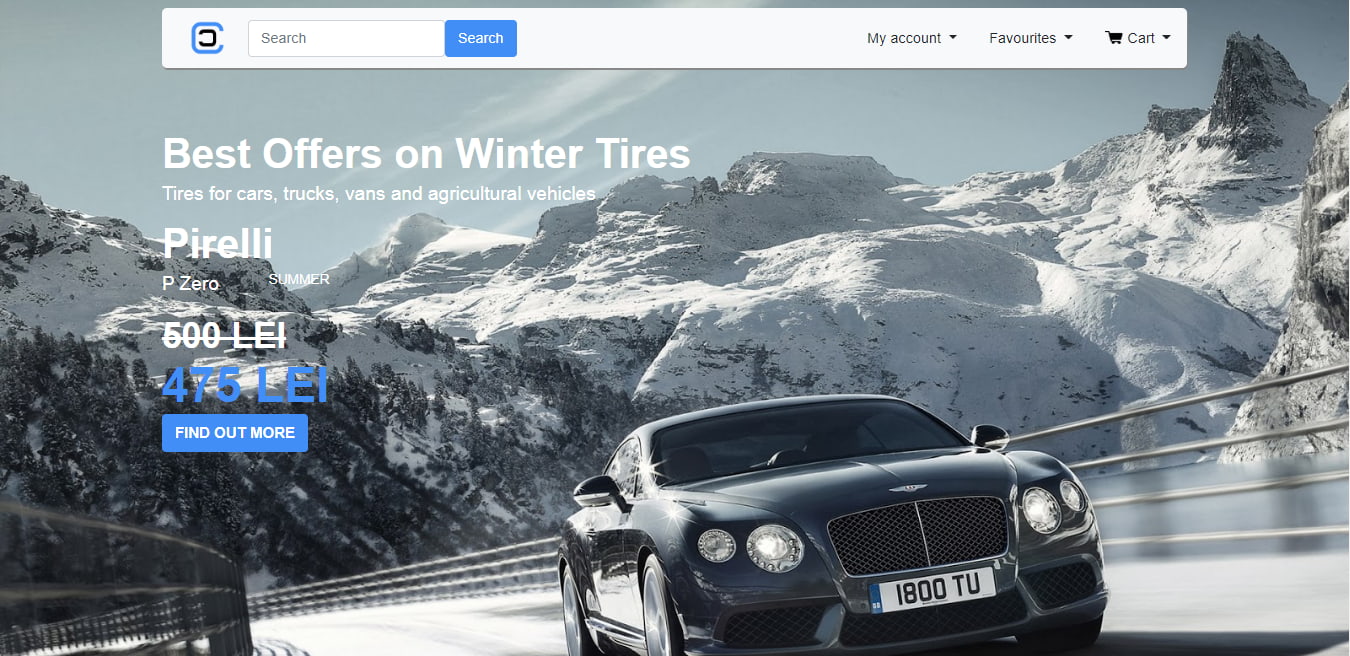 Search
Search
My account
Favourites
Cart
Best Offers on Winter Tires
Tires for cars, trucks, vans and agricultural vehicles
Pirelli
P Zero
SUMMER
500 LEI
475 LEI
FIND OUT MORE
1800 TU